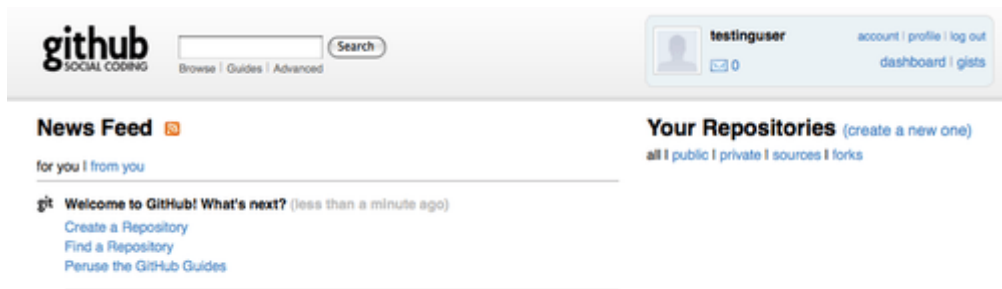 github
SOCIAL CODING
Search
Browse | Guides | Advanced
testinguser
account | profile | log out
0
dashboard | gists
News Feed
for you | from you
git Welcome to GitHub! What's next? (less than a minute ago)
Create a Repository
Find a Repository
Peruse the GitHub Guides
Your Repositories (create a new one)
all | public | private | sources | forks